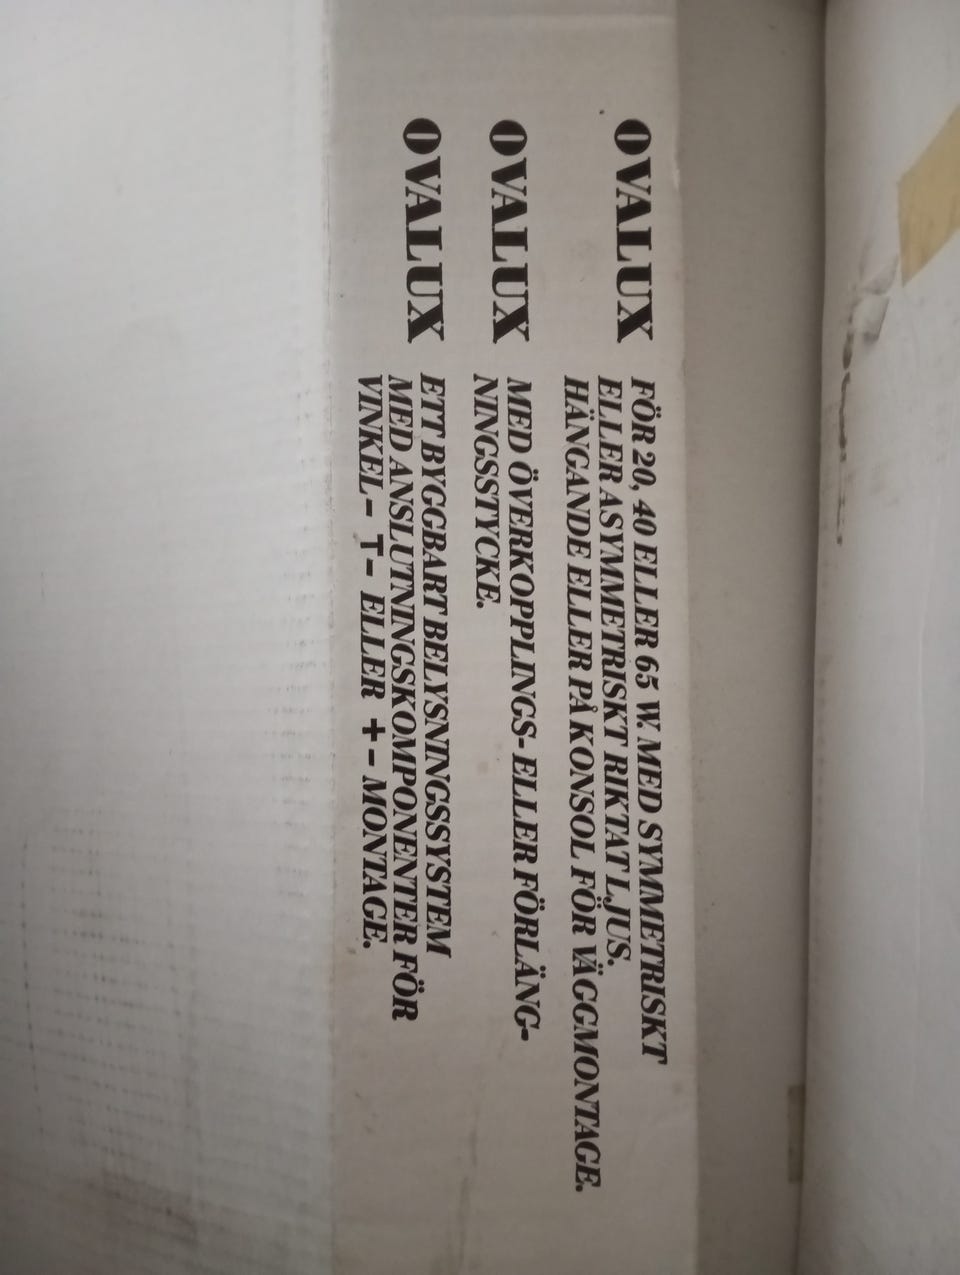 OVALUX FÖR 20, 40 ELLER 65 W. MED SYMMETRISKT
ELLER ASYMMETRISKT RIKTAT LJUS.
HÄNGANDE ELLER PÅ KONSOL FÖR VÄGGMONTAGE.
OVALUX MED ÖVERKOPPLINGS- ELLER FÖRLÄNG-
NINGSSTYCKE.
OVALUX ETT BYGGBART BELYSNINGSSYSTEM
MED ANSLUTNINGSKOMPONENTER FÖR
VINKEL- T- ELLER +- MONTAGE.